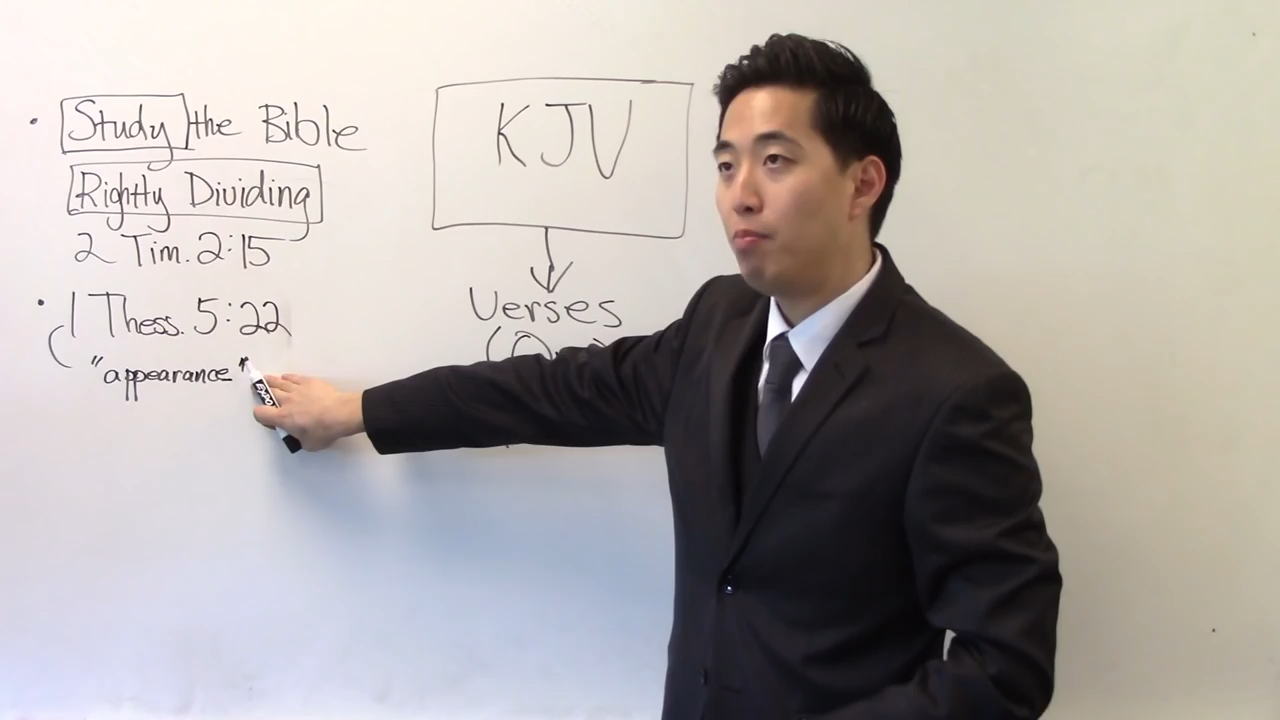 • Study the Bible
Rightly Dividing
2 Tim. 2:15
• 1 Thess. 5:22
"appearance"
KJV
Verses
EXPO